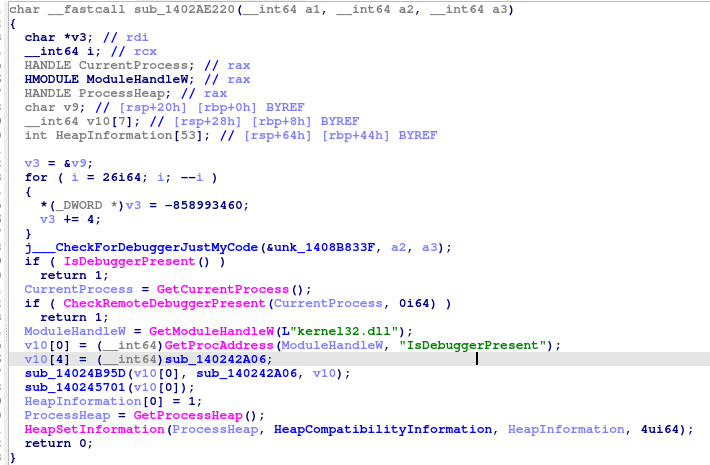 char __fastcall sub_1402AE220(__int64 a1, __int64 a2, __int64 a3)
{
char *v3; // rdi
__int64 i; // rcx
HANDLE CurrentProcess; // rax
HMODULE ModuleHandleW; // rax
HANDLE ProcessHeap; // rax
char v9; // [rsp+20h] [rbp+0h] BYREF
__int64 v10[7]; // [rsp+28h] [rbp+8h] BYREF
int HeapInformation[53]; // [rsp+64h] [rbp+44h] BYREF
v3 = &v9;
for ( i = 26i64; i; --i )
{
*(_DWORD *)v3 = -858993460;
v3 += 4;
}
j___CheckForDebuggerJustMyCode(&unk_1408B833F, a2, a3);
if ( IsDebuggerPresent() )
return 1;
CurrentProcess = GetCurrentProcess();
if ( CheckRemoteDebuggerPresent(CurrentProcess, 0i64) )
return 1;
ModuleHandleW = GetModuleHandleW(L"kernel32.dll");
v10[0] = (__int64)GetProcAddress(ModuleHandleW, "IsDebuggerPresent");
v10[4] = (__int64)sub_140242A06;
sub_14024B95D(v10[0], sub_140242A06, v10);
sub_140245701(v10[0]);
HeapInformation[0] = 1;
ProcessHeap = GetProcessHeap();
HeapSetInformation(ProcessHeap, HeapCompatibilityInformation, HeapInformation, 4ui64);
return 0;
}